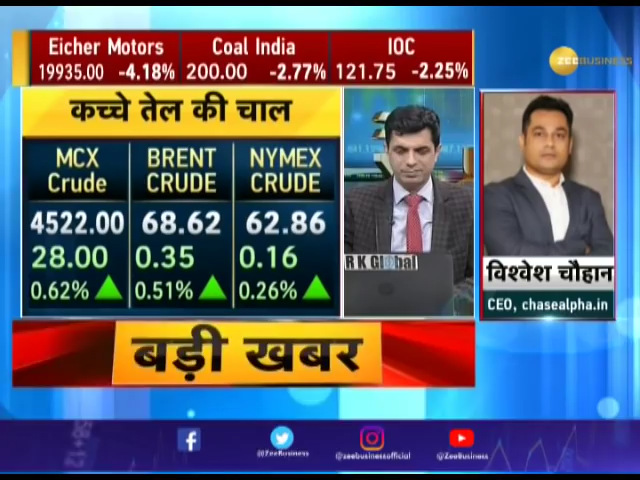 Eicher Motors
19935.00 -4.18%
Coal India
200.00 -2.77%
IOC
121.75 -2.25%
ZEEBUSINESS
कच्चे तेल की चाल
MCX
Crude
4522.00
28.00
0.62%
BRENT
CRUDE
68.62
0.35
0.51%
NYMEX
CRUDE
62.86
0.16
0.26%
R K Global
विश्वेश चौहान
CEO, chasealpha.in
बड़ी खबर
@ZeeBusiness
@zeebusinessofficial
@ZeeBusiness